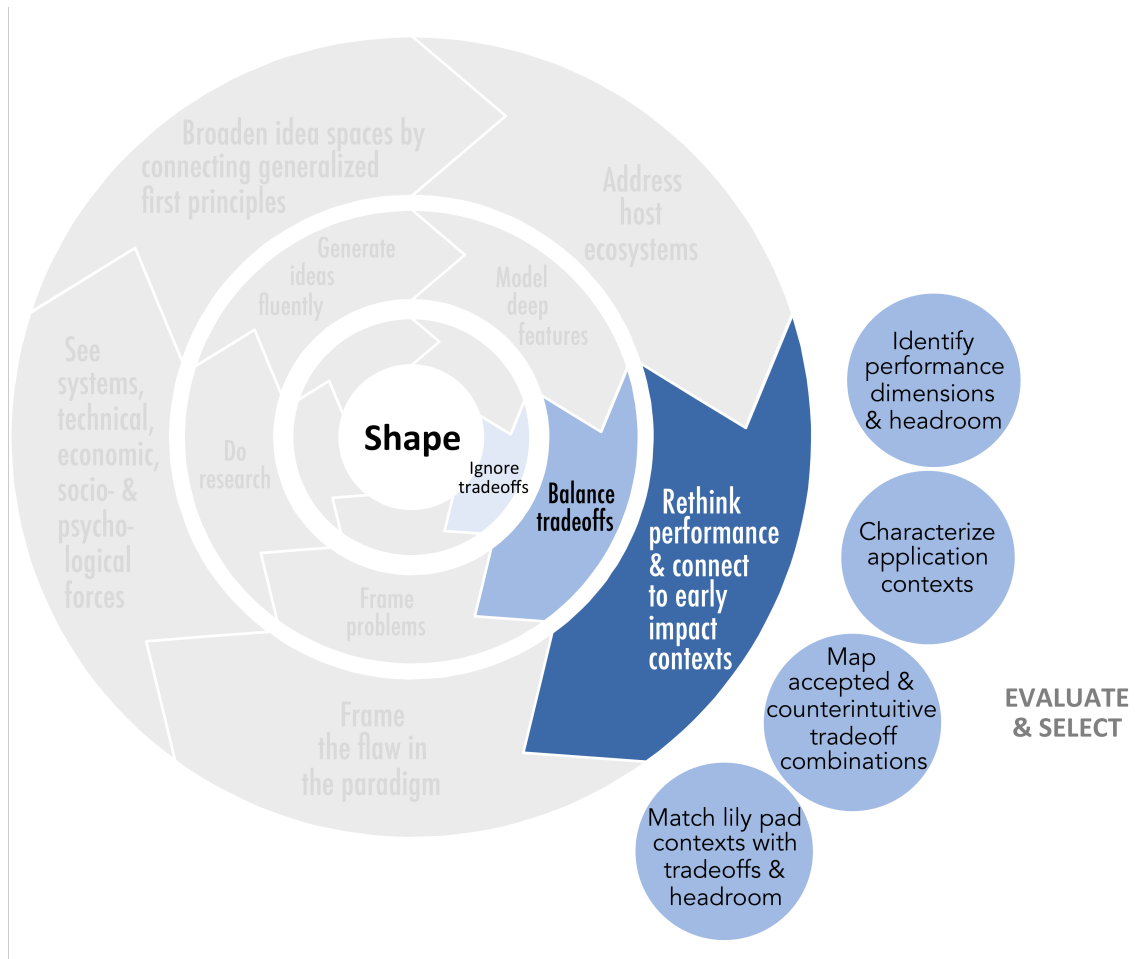 Broaden idea spaces by
connecting generalized
first principles
Address
host
ecosystems
Generate
ideas
fluently
Model
deep
features
See
systems,
technical,
economic,
socio- &
psycho-
logical
forces
Do
research
Shape
Ignore
tradeoffs
Balance
tradeoffs
Rethink
performance
& connect
to early
impact
contexts
Frame
problems
Frame
the flaw in
the paradigm
Identify
performance
dimensions
& headroom
Characterize
application
contexts
Map
accepted &
counterintuitive
tradeoff
combinations
Match lily pad
contexts with
tradeoffs &
headroom
EVALUATE
& SELECT